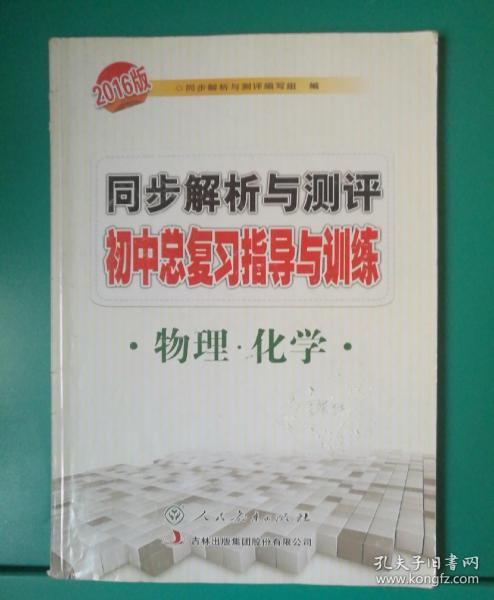 2016版
◇同步解析与测评编写组 编
同步解析与测评
初中总复习指导与训练
·物理·化学·
人民教育出版社
吉林出版集团股份有限公司
孔夫子旧书网
www.kongfz.com